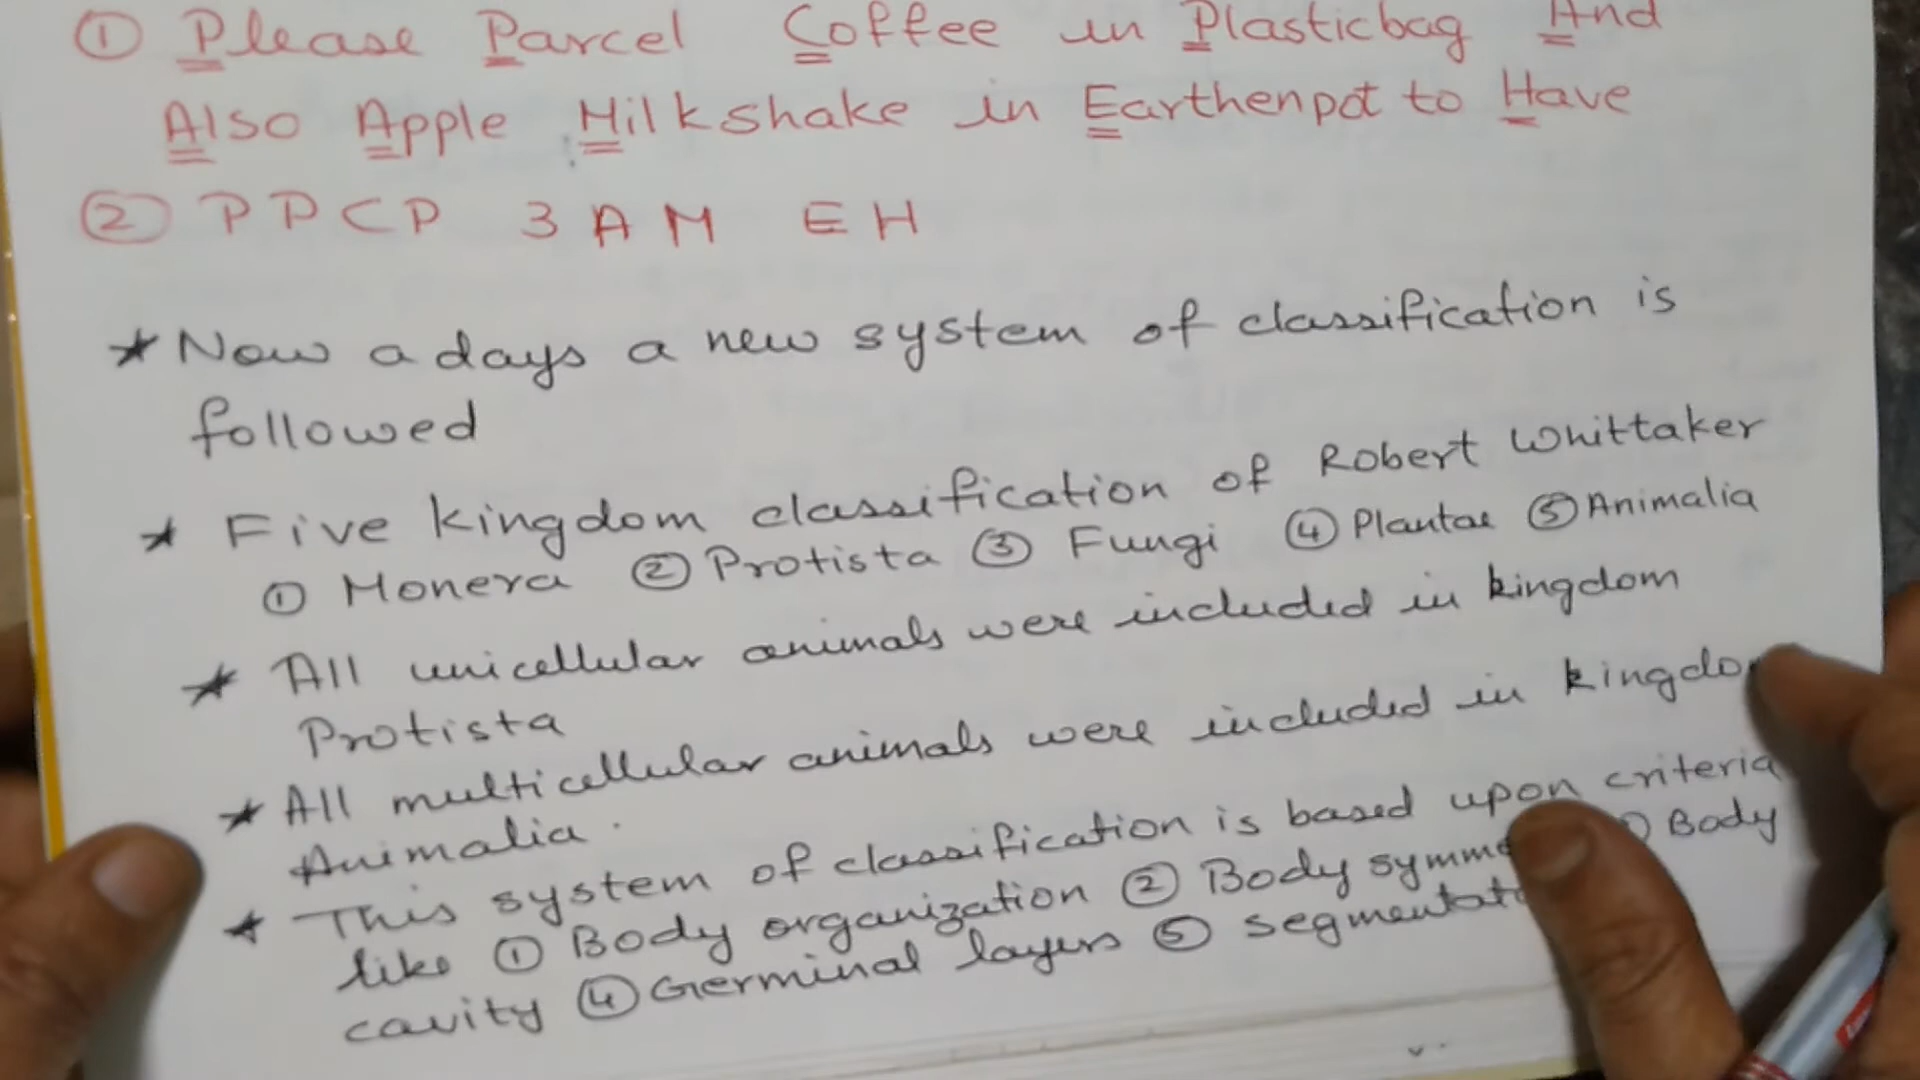 ① Please Parcel Coffee in Plasticbag And
Also Apple Milkshake in Earthenpot to Have
② PPCP 3 AM EH
★ Now a days a new system of classification is
followed
★ Five kingdom classification of Robert Whittaker
① Monera ② Protista ③ Fungi ④ Plantae ⑤ Animalia
★ All unicellular animals were included in kingdom
Protista
★ All multicellular animals were included in kingdo
Animalia.
★ This system of classification is based upon criteria
like ① Body organization ② Body symme Body
cavity ④ Germinal layers ⑤ segmentat